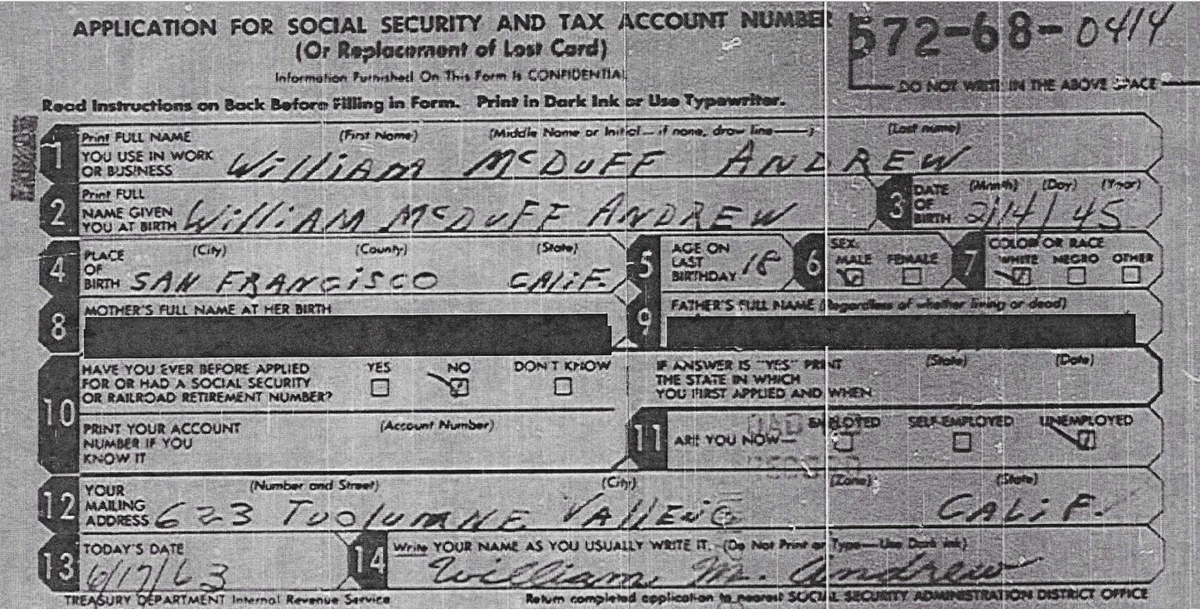 APPLICATION FOR SOCIAL SECURITY AND TAX ACCOUNT NUMBER
572-68-0414
(Or Replacement of Lost Card)
Information Furnished On This Form Is CONFIDENTIAL
DO NOT WRITE IN THE ABOVE SPACE
Read Instructions on Back Before Filling in Form. Print in Dark Ink or Use Typewriter.
1 Print FULL NAME YOU USE IN WORK OR BUSINESS (First Name) (Middle Name or Initial—if none, draw line—) (Last name)
William McDUFF ANDREW
2 Print FULL NAME GIVEN YOU AT BIRTH William McDUFF ANDREW
3 DATE OF BIRTH (Month) (Day) (Year) 2/14/45
4 PLACE OF BIRTH (City) (County) (State) SAN FRANCISCO CALIF.
5 AGE ON LAST BIRTHDAY 18
6 SEX: MALE FEMALE
7 COLOR OR RACE WHITE NEGRO OTHER
8 MOTHER'S FULL NAME AT HER BIRTH
9 FATHER'S FULL NAME (Regardless of whether living or dead)
10 HAVE YOU EVER BEFORE APPLIED FOR OR HAD A SOCIAL SECURITY OR RAILROAD RETIREMENT NUMBER? YES NO DON'T KNOW
IF ANSWER IS "YES" PRINT THE STATE IN WHICH YOU FIRST APPLIED AND WHEN (State) (Date)
PRINT YOUR ACCOUNT NUMBER IF YOU KNOW IT (Account Number)
11 ARE YOU NOW— EMPLOYED SELF-EMPLOYED UNEMPLOYED
12 YOUR MAILING ADDRESS (Number and Street) (City) (Zone) (State)
623 TUOLUMNE VALLEJO CALIF.
13 TODAY'S DATE 6/17/63
14 Write YOUR NAME AS YOU USUALLY WRITE IT. (Do Not Print or Type—Use Dark ink)
William M. Andrew
TREASURY DEPARTMENT Internal Revenue Service
Return completed application to nearest SOCIAL SECURITY ADMINISTRATION DISTRICT OFFICE